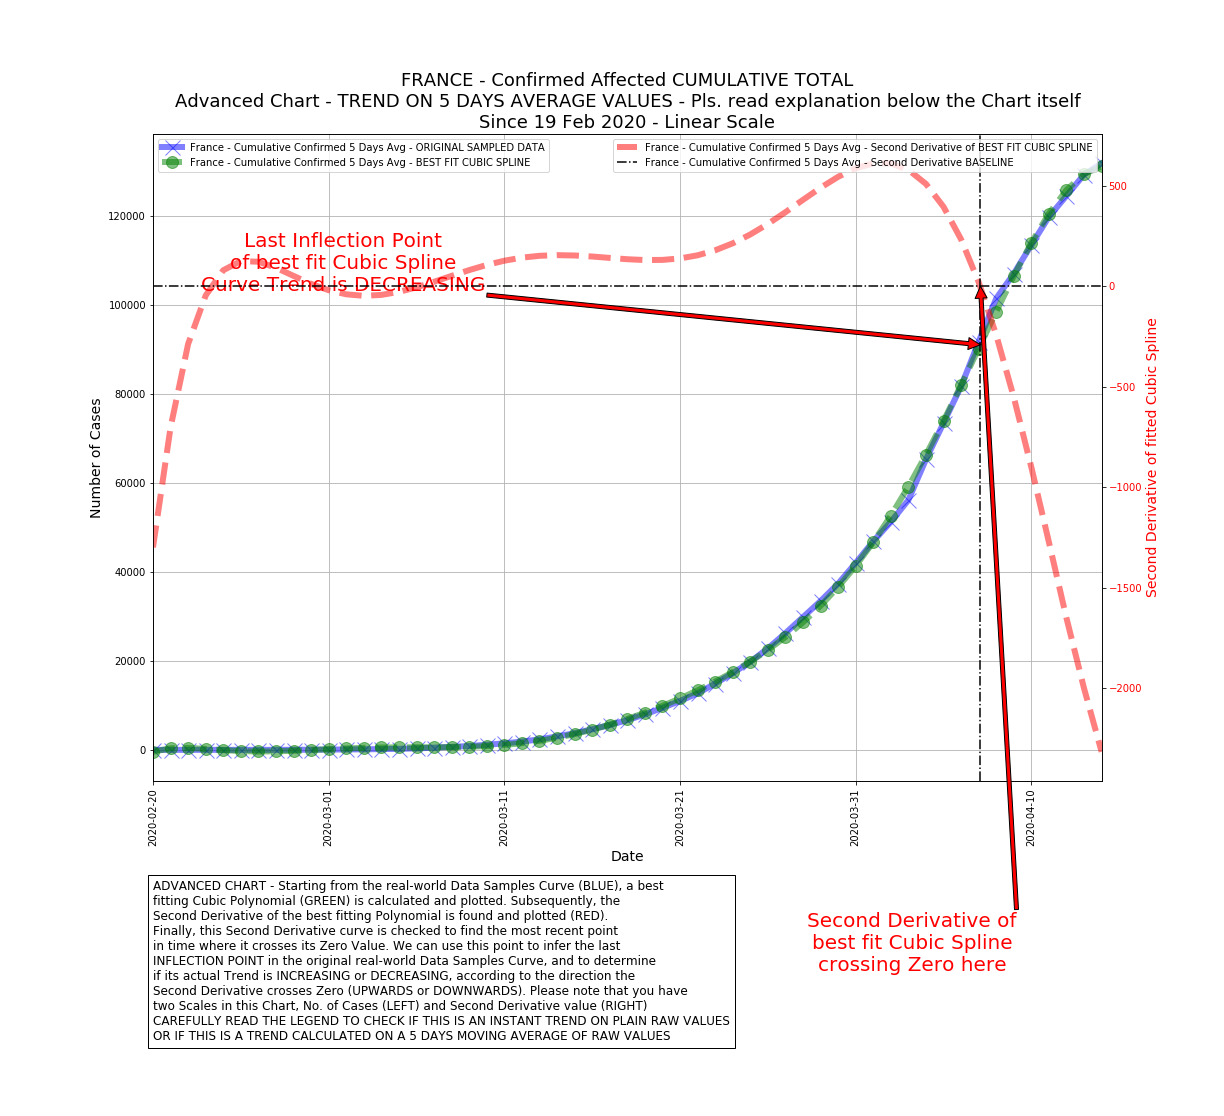 FRANCE - Confirmed Affected CUMULATIVE TOTAL
Advanced Chart - TREND ON 5 DAYS AVERAGE VALUES - Pls. read explanation below the Chart itself
Since 19 Feb 2020 - Linear Scale
France - Cumulative Confirmed 5 Days Avg - ORIGINAL SAMPLED DATA
France - Cumulative Confirmed 5 Days Avg - BEST FIT CUBIC SPLINE
France - Cumulative Confirmed 5 Days Avg - Second Derivative of BEST FIT CUBIC SPLINE
France - Cumulative Confirmed 5 Days Avg - Second Derivative BASELINE
Last Inflection Point
of best fit Cubic Spline
Curve Trend is DECREASING
Number of Cases
120000
100000
80000
60000
40000
20000
0
500
0
−500
−1000
−1500
−2000
Second Derivative of fitted Cubic Spline
2020-02-20
2020-03-01
2020-03-11
2020-03-21
2020-03-31
2020-04-10
Date
Second Derivative of
best fit Cubic Spline
crossing Zero here
ADVANCED CHART - Starting from the real-world Data Samples Curve (BLUE), a best
fitting Cubic Polynomial (GREEN) is calculated and plotted. Subsequently, the
Second Derivative of the best fitting Polynomial is found and plotted (RED).
Finally, this Second Derivative curve is checked to find the most recent point
in time where it crosses its Zero Value. We can use this point to infer the last
INFLECTION POINT in the original real-world Data Samples Curve, and to determine
if its actual Trend is INCREASING or DECREASING, according to the direction the
Second Derivative crosses Zero (UPWARDS or DOWNWARDS). Please note that you have
two Scales in this Chart, No. of Cases (LEFT) and Second Derivative value (RIGHT)
CAREFULLY READ THE LEGEND TO CHECK IF THIS IS AN INSTANT TREND ON PLAIN RAW VALUES
OR IF THIS IS A TREND CALCULATED ON A 5 DAYS MOVING AVERAGE OF RAW VALUES